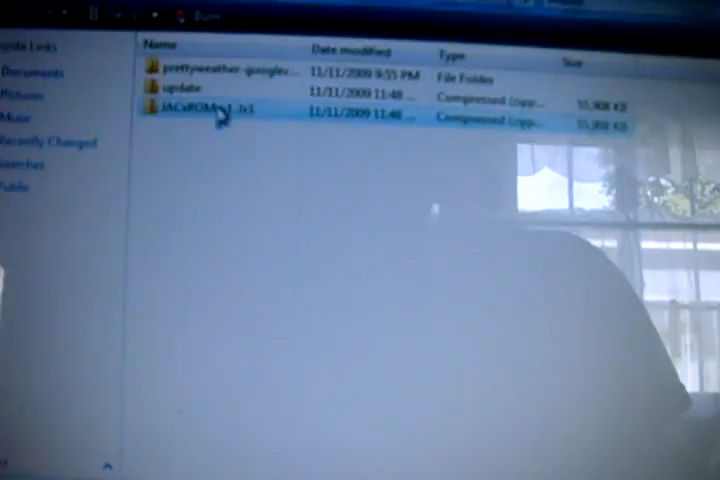 Burn
Name Date modified Type Size
prettyweather-googlec... 11/11/2009 9:55 PM File Folder
update 11/11/2009 11:48 ... Compressed (zipp... 55,908 KB
11/11/2009 11:48 ... Compressed (zipp... 55,908 KB
Links
Documents
Pictures
Music
Recently Changed
Searches
Public